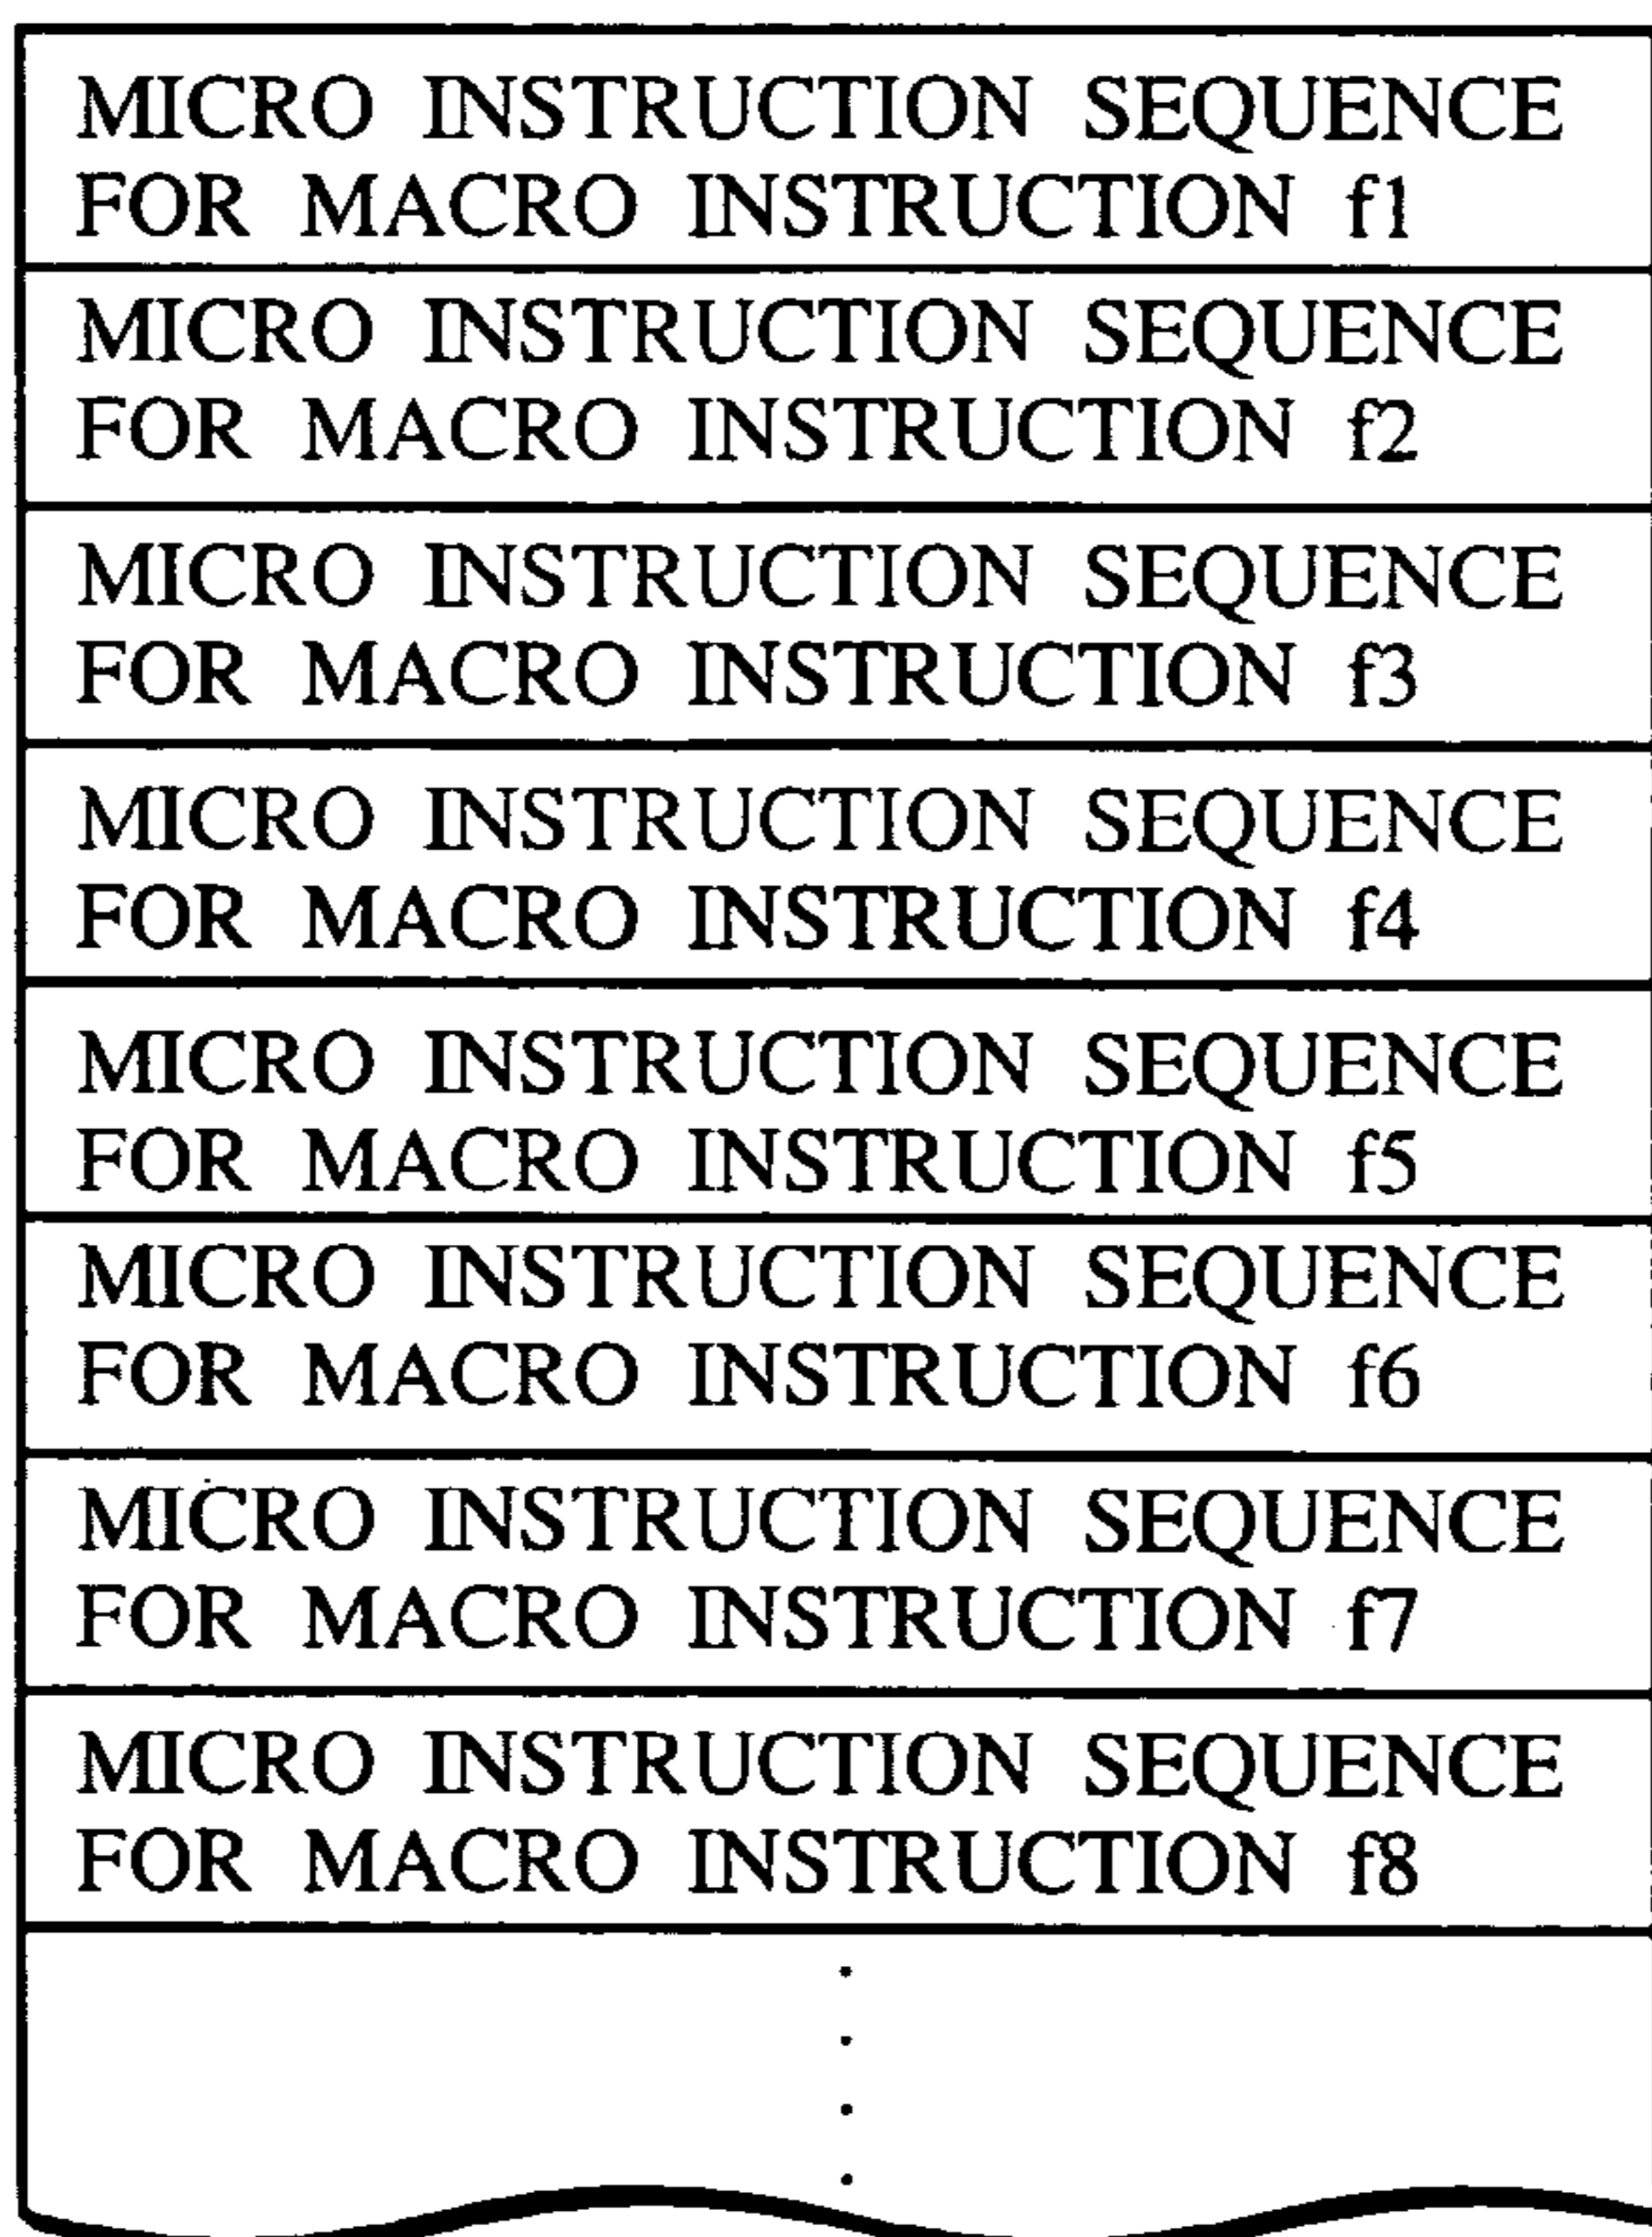 MICRO INSTRUCTION SEQUENCE
FOR MACRO INSTRUCTION f1
MICRO INSTRUCTION SEQUENCE
FOR MACRO INSTRUCTION f2
MICRO INSTRUCTION SEQUENCE
FOR MACRO INSTRUCTION f3
MICRO INSTRUCTION SEQUENCE
FOR MACRO INSTRUCTION f4
MICRO INSTRUCTION SEQUENCE
FOR MACRO INSTRUCTION f5
MICRO INSTRUCTION SEQUENCE
FOR MACRO INSTRUCTION f6
MICRO INSTRUCTION SEQUENCE
FOR MACRO INSTRUCTION f7
MICRO INSTRUCTION SEQUENCE
FOR MACRO INSTRUCTION f8